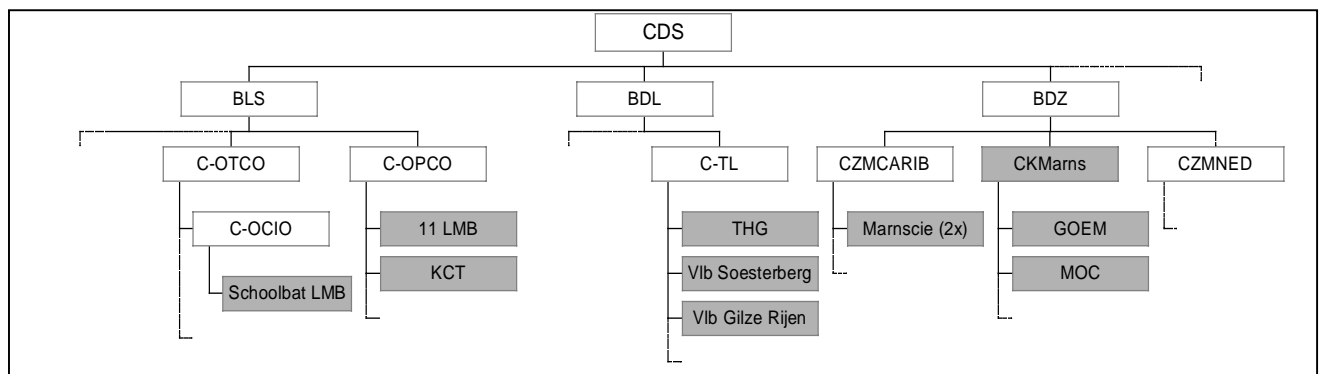 CDS
BLS
BDL
BDZ
C-OTCO
C-OPCO
C-TL
CZMCARIB
CKMarns
CZMNED
C-OCIO
11 LMB
THG
Marnscie (2x)
GOEM
KCT
Vlb Soesterberg
MOC
Schoolbat LMB
Vlb Gilze Rijen